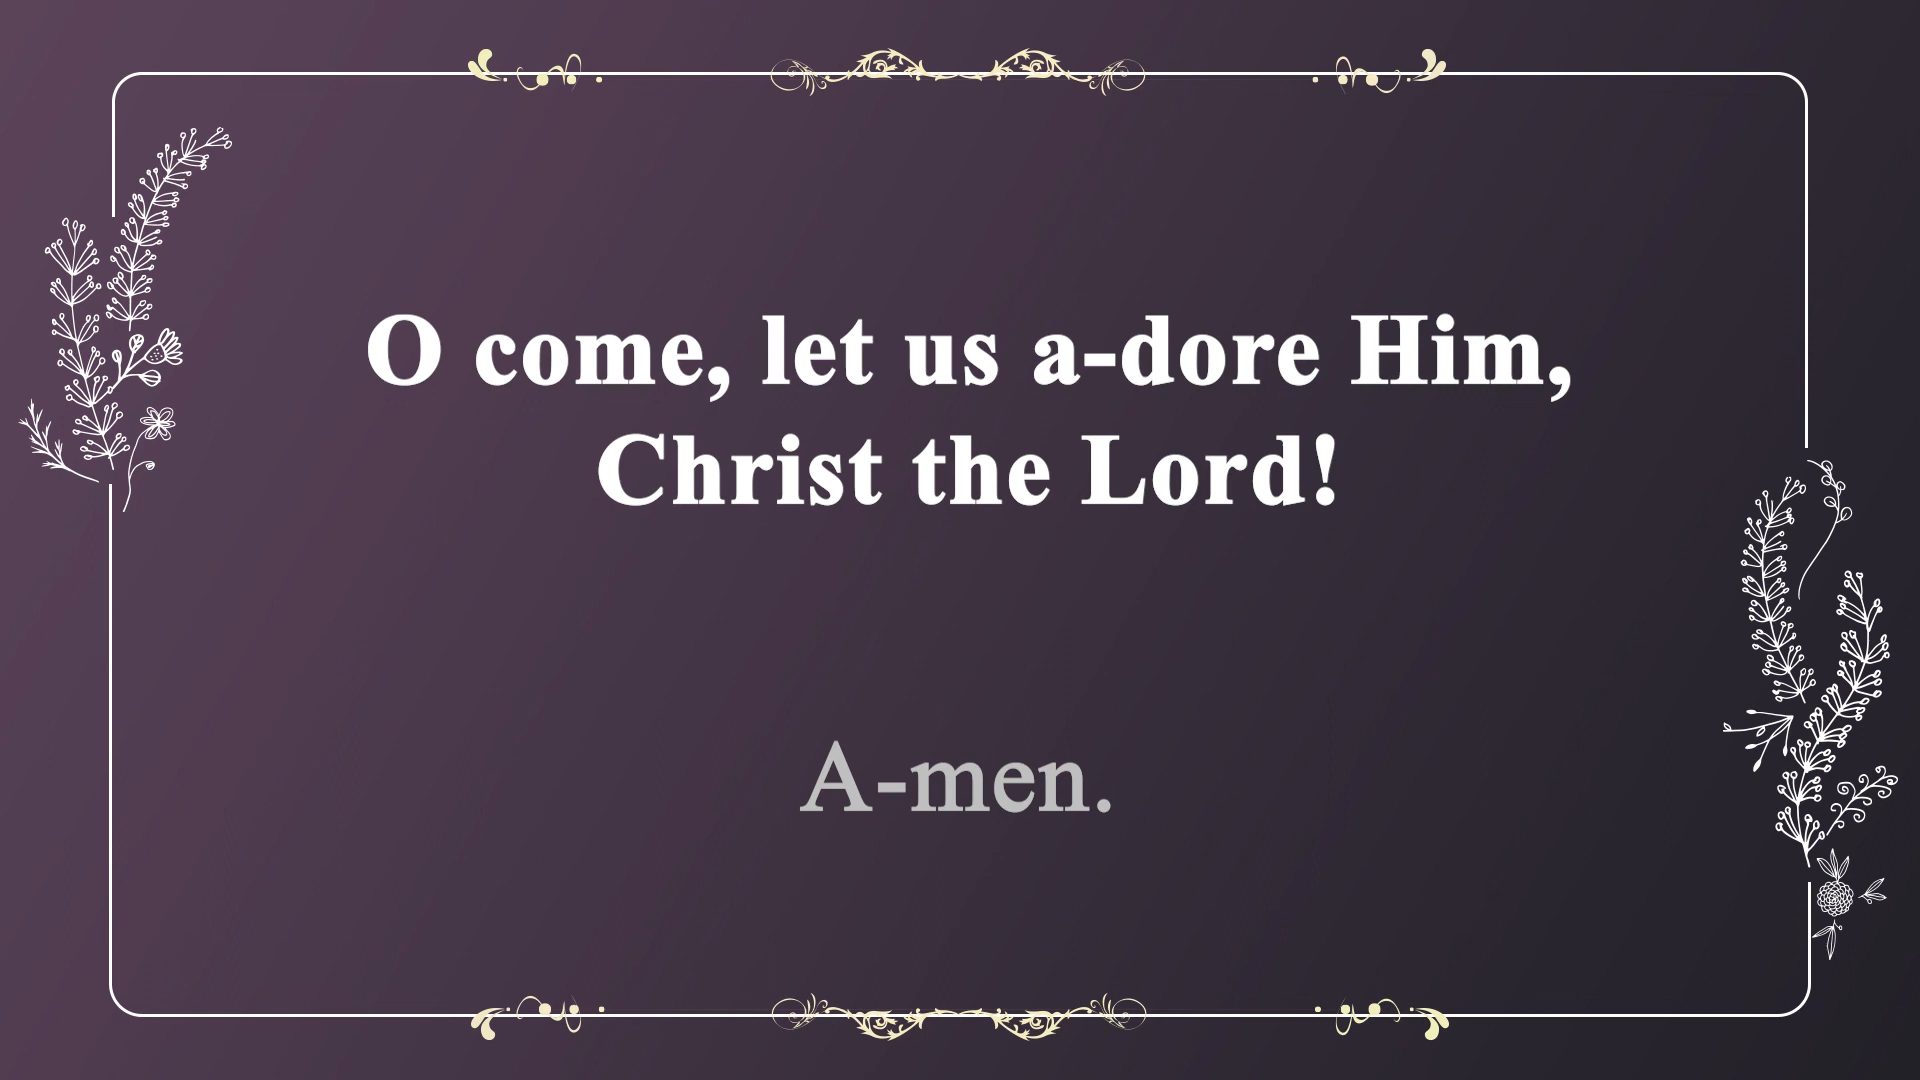 O come, let us a-dore Him,
Christ the Lord!
A-men.